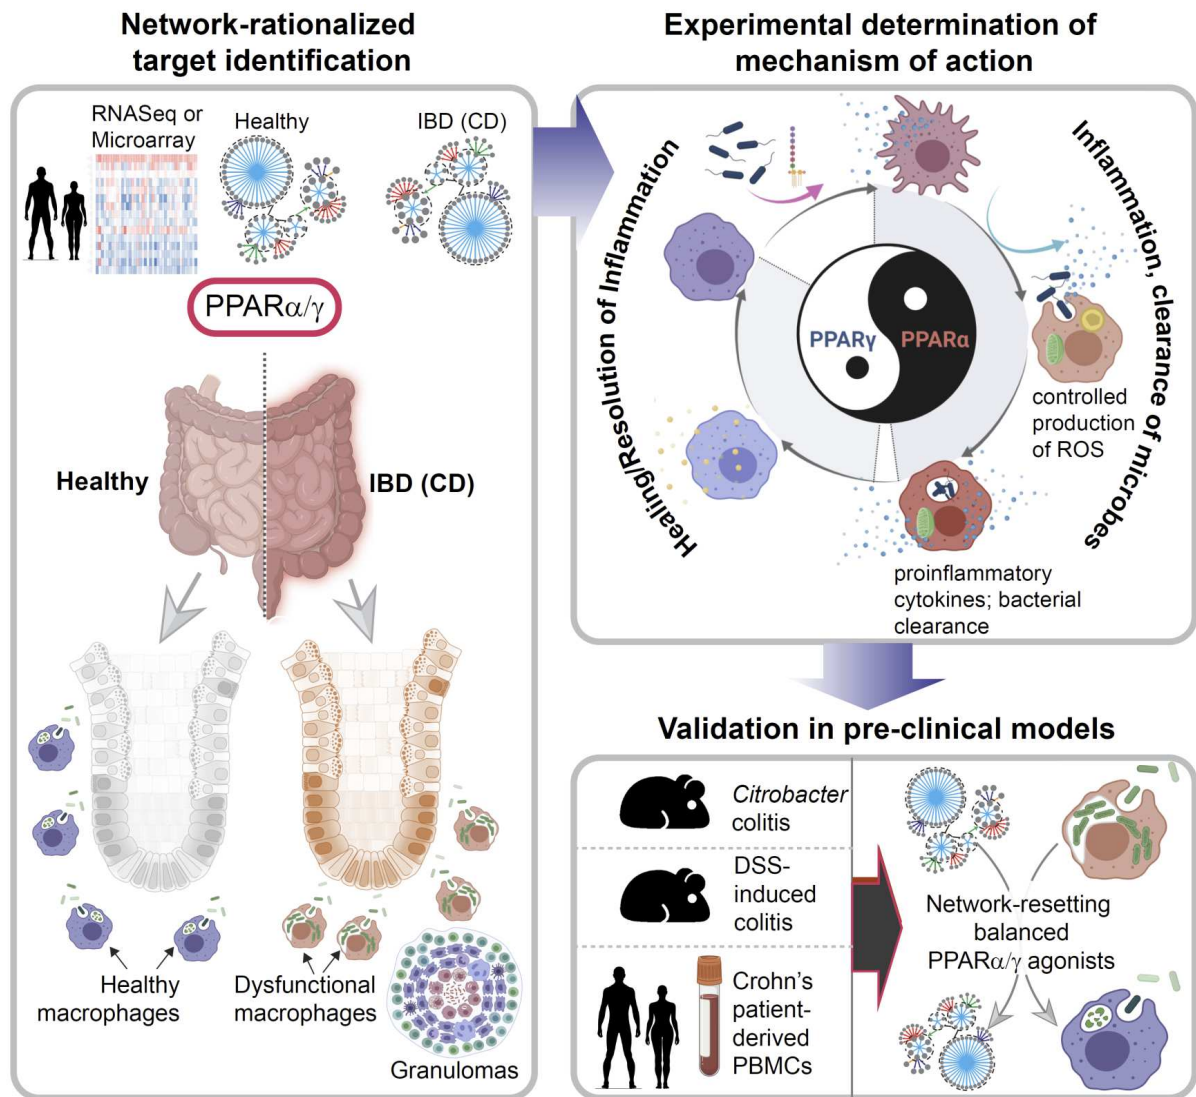 Network-rationalized
target identification
RNASeq or
Microarray
Healthy
IBD (CD)
PPARα/γ
Healthy
IBD (CD)
Healthy
macrophages
Dysfunctional
macrophages
Granulomas
Experimental determination of
mechanism of action
Healing/Resolution of Inflammation
Inflammation, clearance of microbes
PPARγ
PPARα
controlled
production
of ROS
proinflammatory
cytokines; bacterial
clearance
Validation in pre-clinical models
Citrobacter
colitis
DSS-
induced
colitis
Crohn's
patient-
derived
PBMCs
Network-resetting
balanced
PPARα/γ agonists